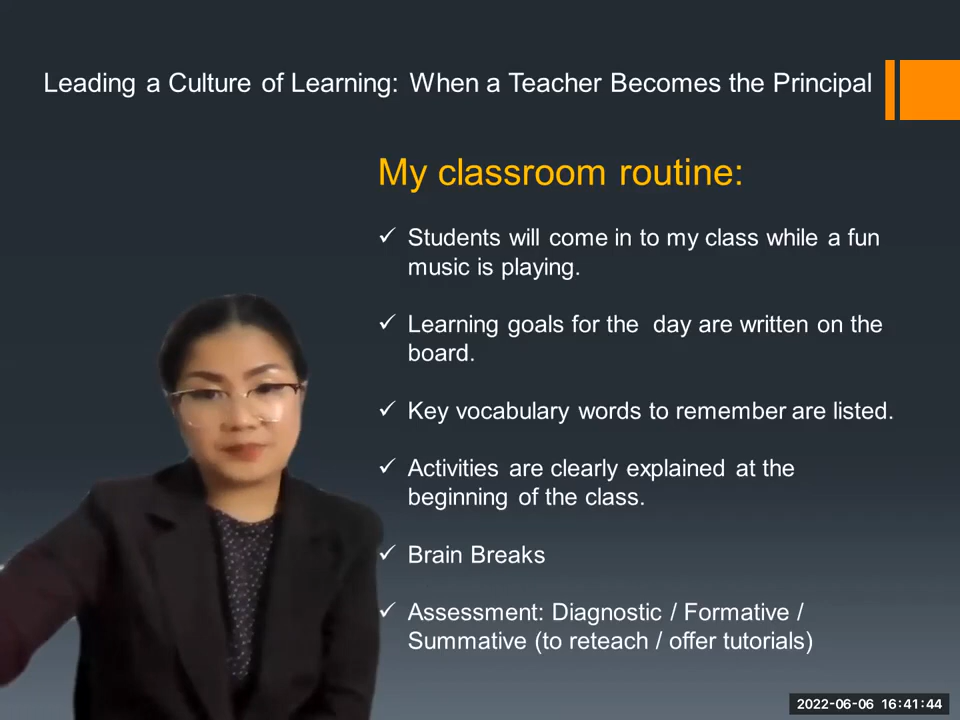 Leading a Culture of Learning: When a Teacher Becomes the Principal
My classroom routine:
✓ Students will come in to my class while a fun
music is playing.
✓ Learning goals for the day are written on the
board.
✓ Key vocabulary words to remember are listed.
✓ Activities are clearly explained at the
beginning of the class.
✓ Brain Breaks
✓ Assessment: Diagnostic / Formative /
Summative (to reteach / offer tutorials)
2022-06-06 16:41:44